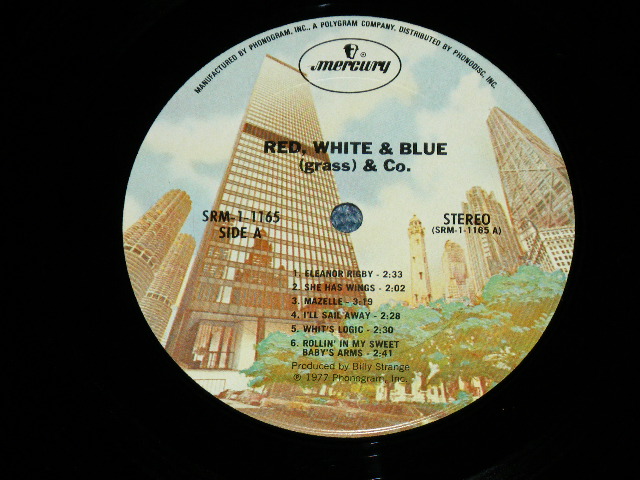 MANUFACTURED BY PHONOGRAM, INC., A POLYGRAM COMPANY, DISTRIBUTED BY PHONODISC, INC.
mercury ®
RED, WHITE & BLUE
(grass) & Co.
SRM-1-1165
SIDE A
STEREO
(SRM-1-1165 A)
1. ELEANOR RIGBY - 2:33
2. SHE HAS WINGS - 2:02
3. MAZELLE - 3:19
4. I'LL SAIL AWAY - 2:28
5. WHIT'S LOGIC - 2:30
6. ROLLIN' IN MY SWEET
BABY'S ARMS - 2:41
Produced by Billy Strange
℗ 1977 Phonogram, Inc.